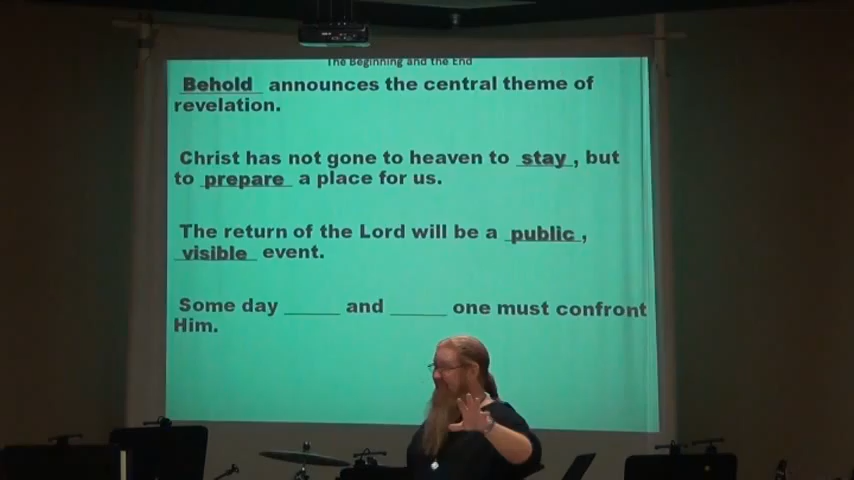 The Beginning and the End
Behold announces the central theme of
revelation.
Christ has not gone to heaven to stay, but
to prepare a place for us.
The return of the Lord will be a public,
visible event.
Some day ______ and ______ one must confront
Him.